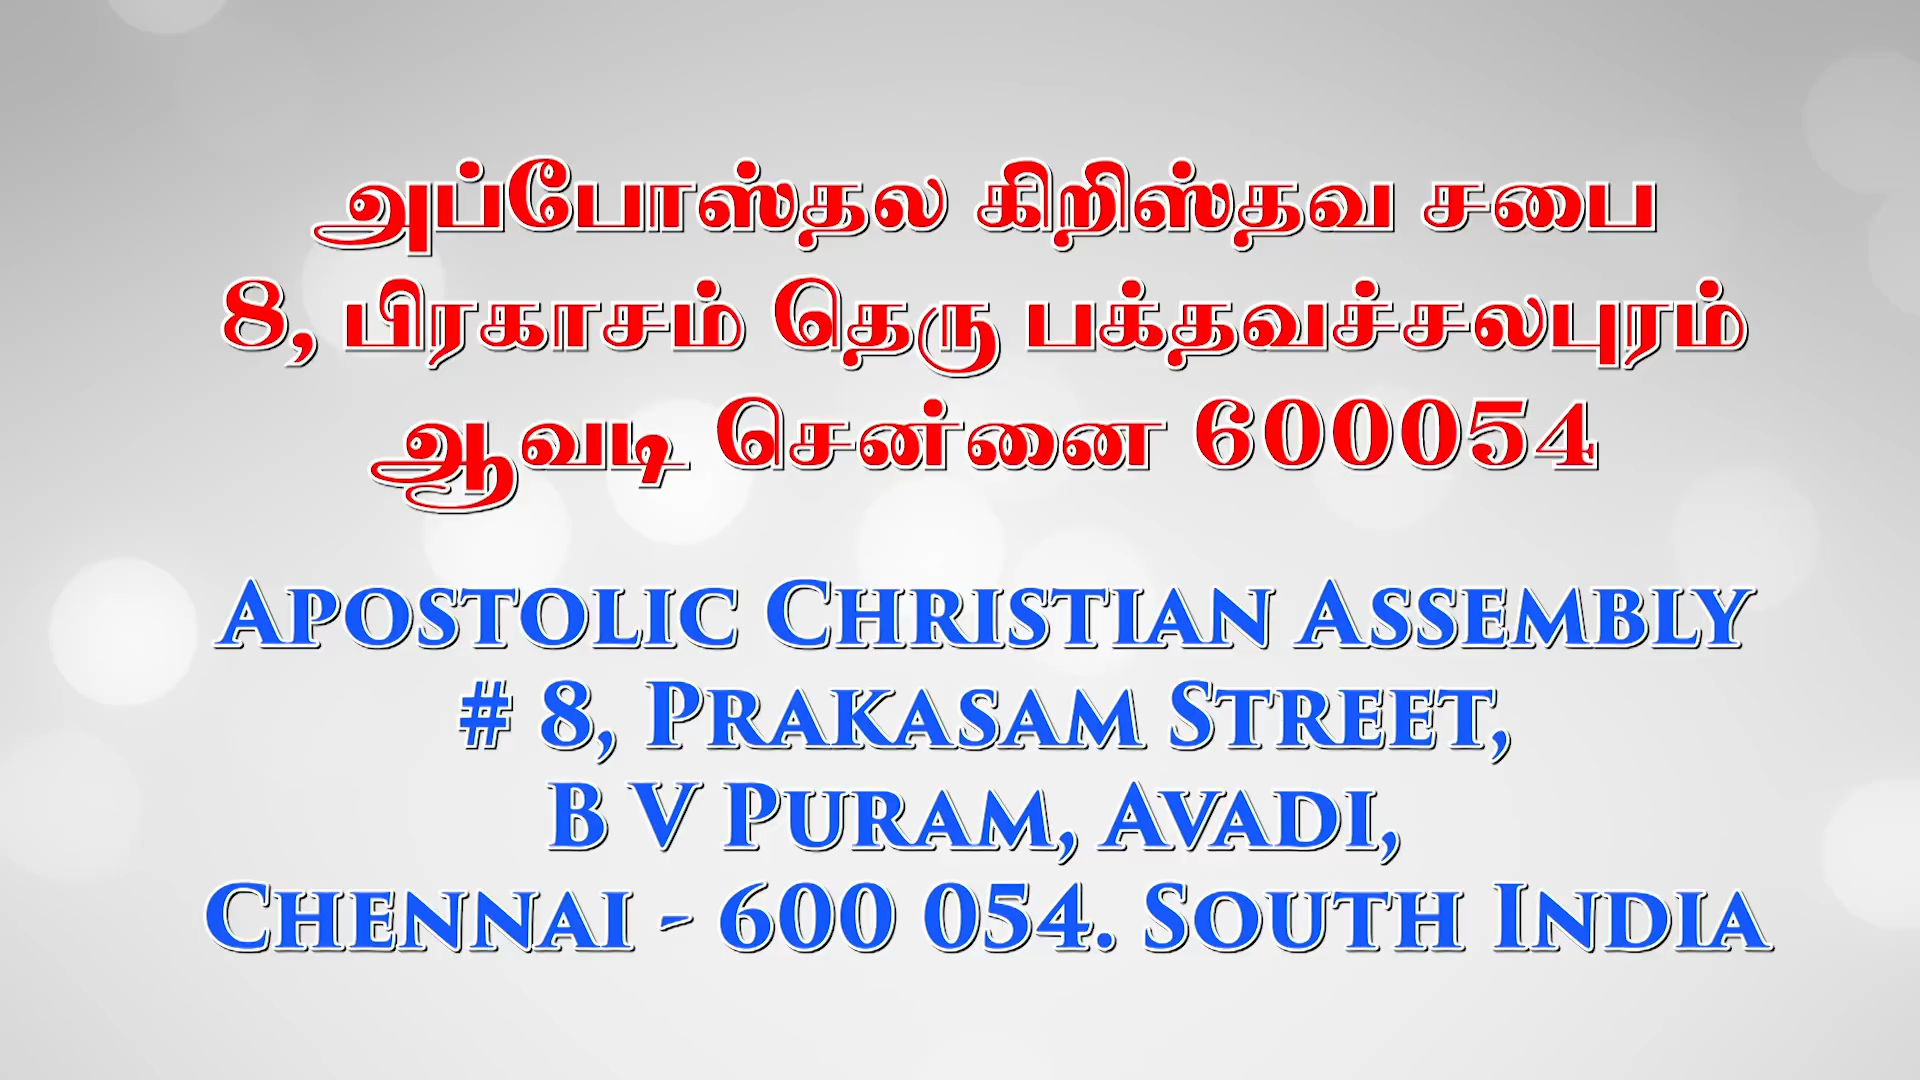 அப்போஸ்தல கிறிஸ்தவ சபை
8, பிரகாசம் தெரு பக்தவச்சலபுரம்
ஆவடி சென்னை 600054
Apostolic Christian Assembly
# 8, Prakasam Street,
B V Puram, Avadi,
Chennai - 600 054. South India